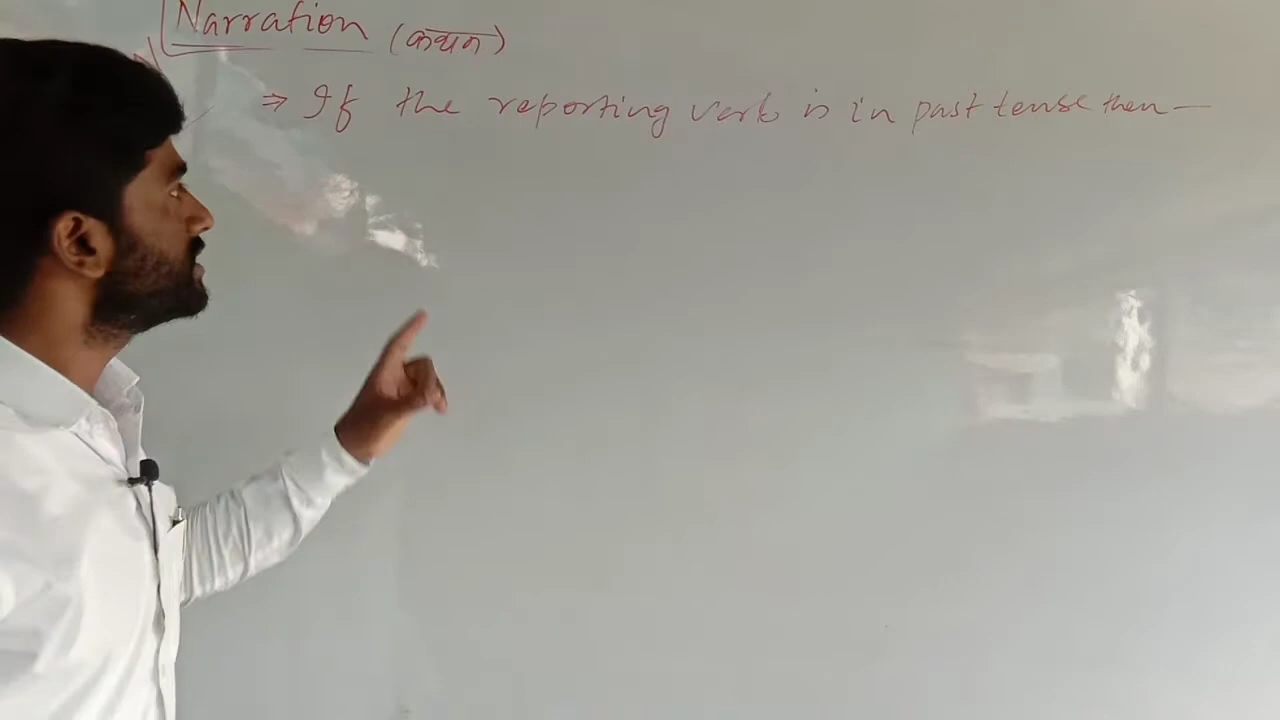 Narration (कथन)
⇒ If the reporting verb is in past tense then —